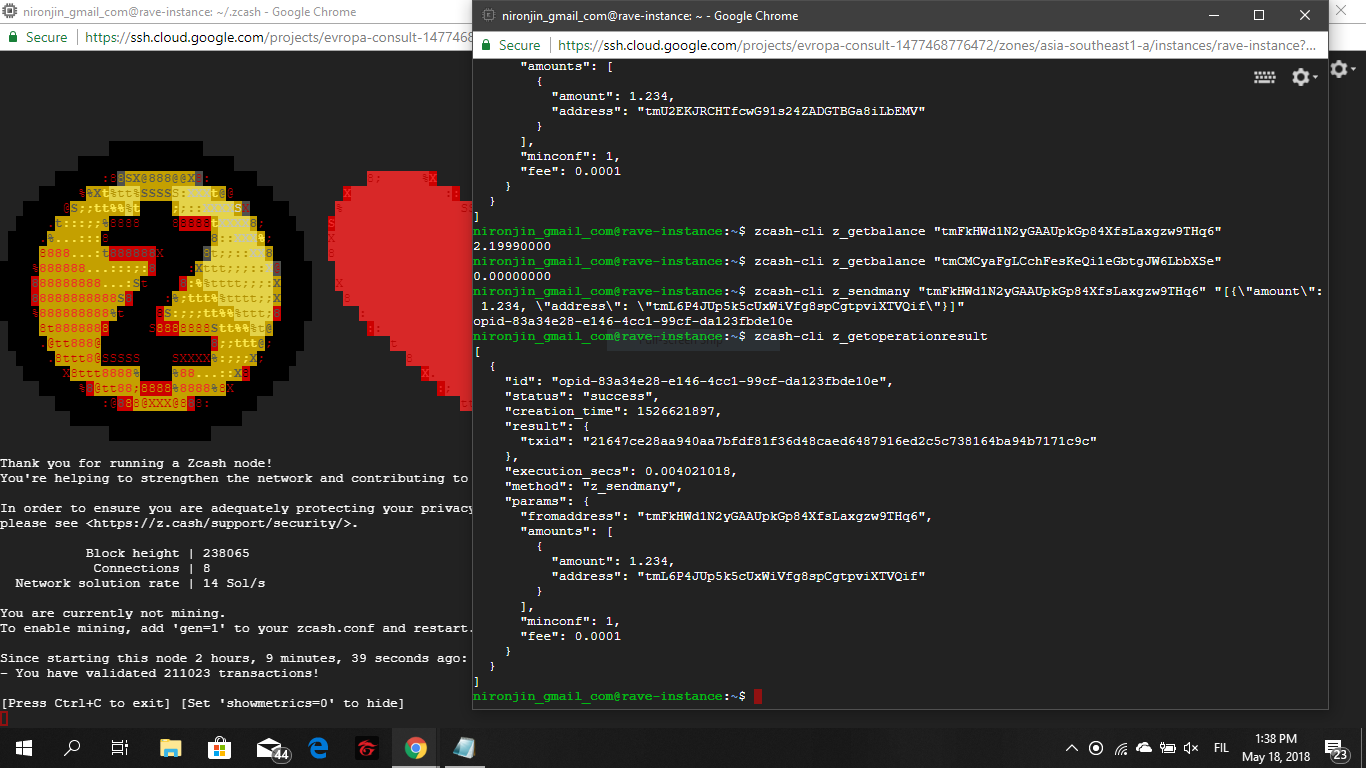 nironjin_gmail_com@rave-instance: ~/.zcash - Google Chrome
Secure | https://ssh.cloud.google.com/projects/evropa-consult-147746
Thank you for running a Zcash node!
You're helping to strengthen the network and contributing to
In order to ensure you are adequately protecting your privacy
please see <https://z.cash/support/security/>.
Block height | 238065
Connections | 8
Network solution rate | 14 Sol/s
You are currently not mining.
To enable mining, add 'gen=1' to your zcash.conf and restart.
Since starting this node 2 hours, 9 minutes, 39 seconds ago:
- You have validated 211023 transactions!
[Press Ctrl+C to exit] [Set 'showmetrics=0' to hide]
nironjin_gmail_com@rave-instance: ~ - Google Chrome
Secure | https://ssh.cloud.google.com/projects/evropa-consult-1477468776472/zones/asia-southeast1-a/instances/rave-instance?...
"amounts": [
{
"amount": 1.234,
"address": "tmU2EKJRCHTfcwG91s24ZADGTBGa8iLbEMV"
}
],
"minconf": 1,
"fee": 0.0001
}
}
]
nironjin_gmail_com@rave-instance:~$ zcash-cli z_getbalance "tmFkHWd1N2yGAAUpkGp84XfsLaxgzw9THq6"
2.19990000
nironjin_gmail_com@rave-instance:~$ zcash-cli z_getbalance "tmCMCyaFgLCchFesKeQi1eGbtgJW6LbbXSe"
0.00000000
nironjin_gmail_com@rave-instance:~$ zcash-cli z_sendmany "tmFkHWd1N2yGAAUpkGp84XfsLaxgzw9THq6" "[{\"amount\":
1.234, \"address\": \"tmL6P4JUp5k5cUxWiVfg8spCgtpviXTVQif\"}]"
opid-83a34e28-e146-4cc1-99cf-da123fbde10e
nironjin_gmail_com@rave-instance:~$ zcash-cli z_getoperationresult
[
{
"id": "opid-83a34e28-e146-4cc1-99cf-da123fbde10e",
"status": "success",
"creation_time": 1526621897,
"result": {
"txid": "21647ce28aa940aa7bfdf81f36d48caed6487916ed2c5c738164ba94b7171c9c"
},
"execution_secs": 0.004021018,
"method": "z_sendmany",
"params": {
"fromaddress": "tmFkHWd1N2yGAAUpkGp84XfsLaxgzw9THq6",
"amounts": [
{
"amount": 1.234,
"address": "tmL6P4JUp5k5cUxWiVfg8spCgtpviXTVQif"
}
],
"minconf": 1,
"fee": 0.0001
}
}
]
nironjin_gmail_com@rave-instance:~$
44
FIL
1:38 PM
May 18, 2018
23